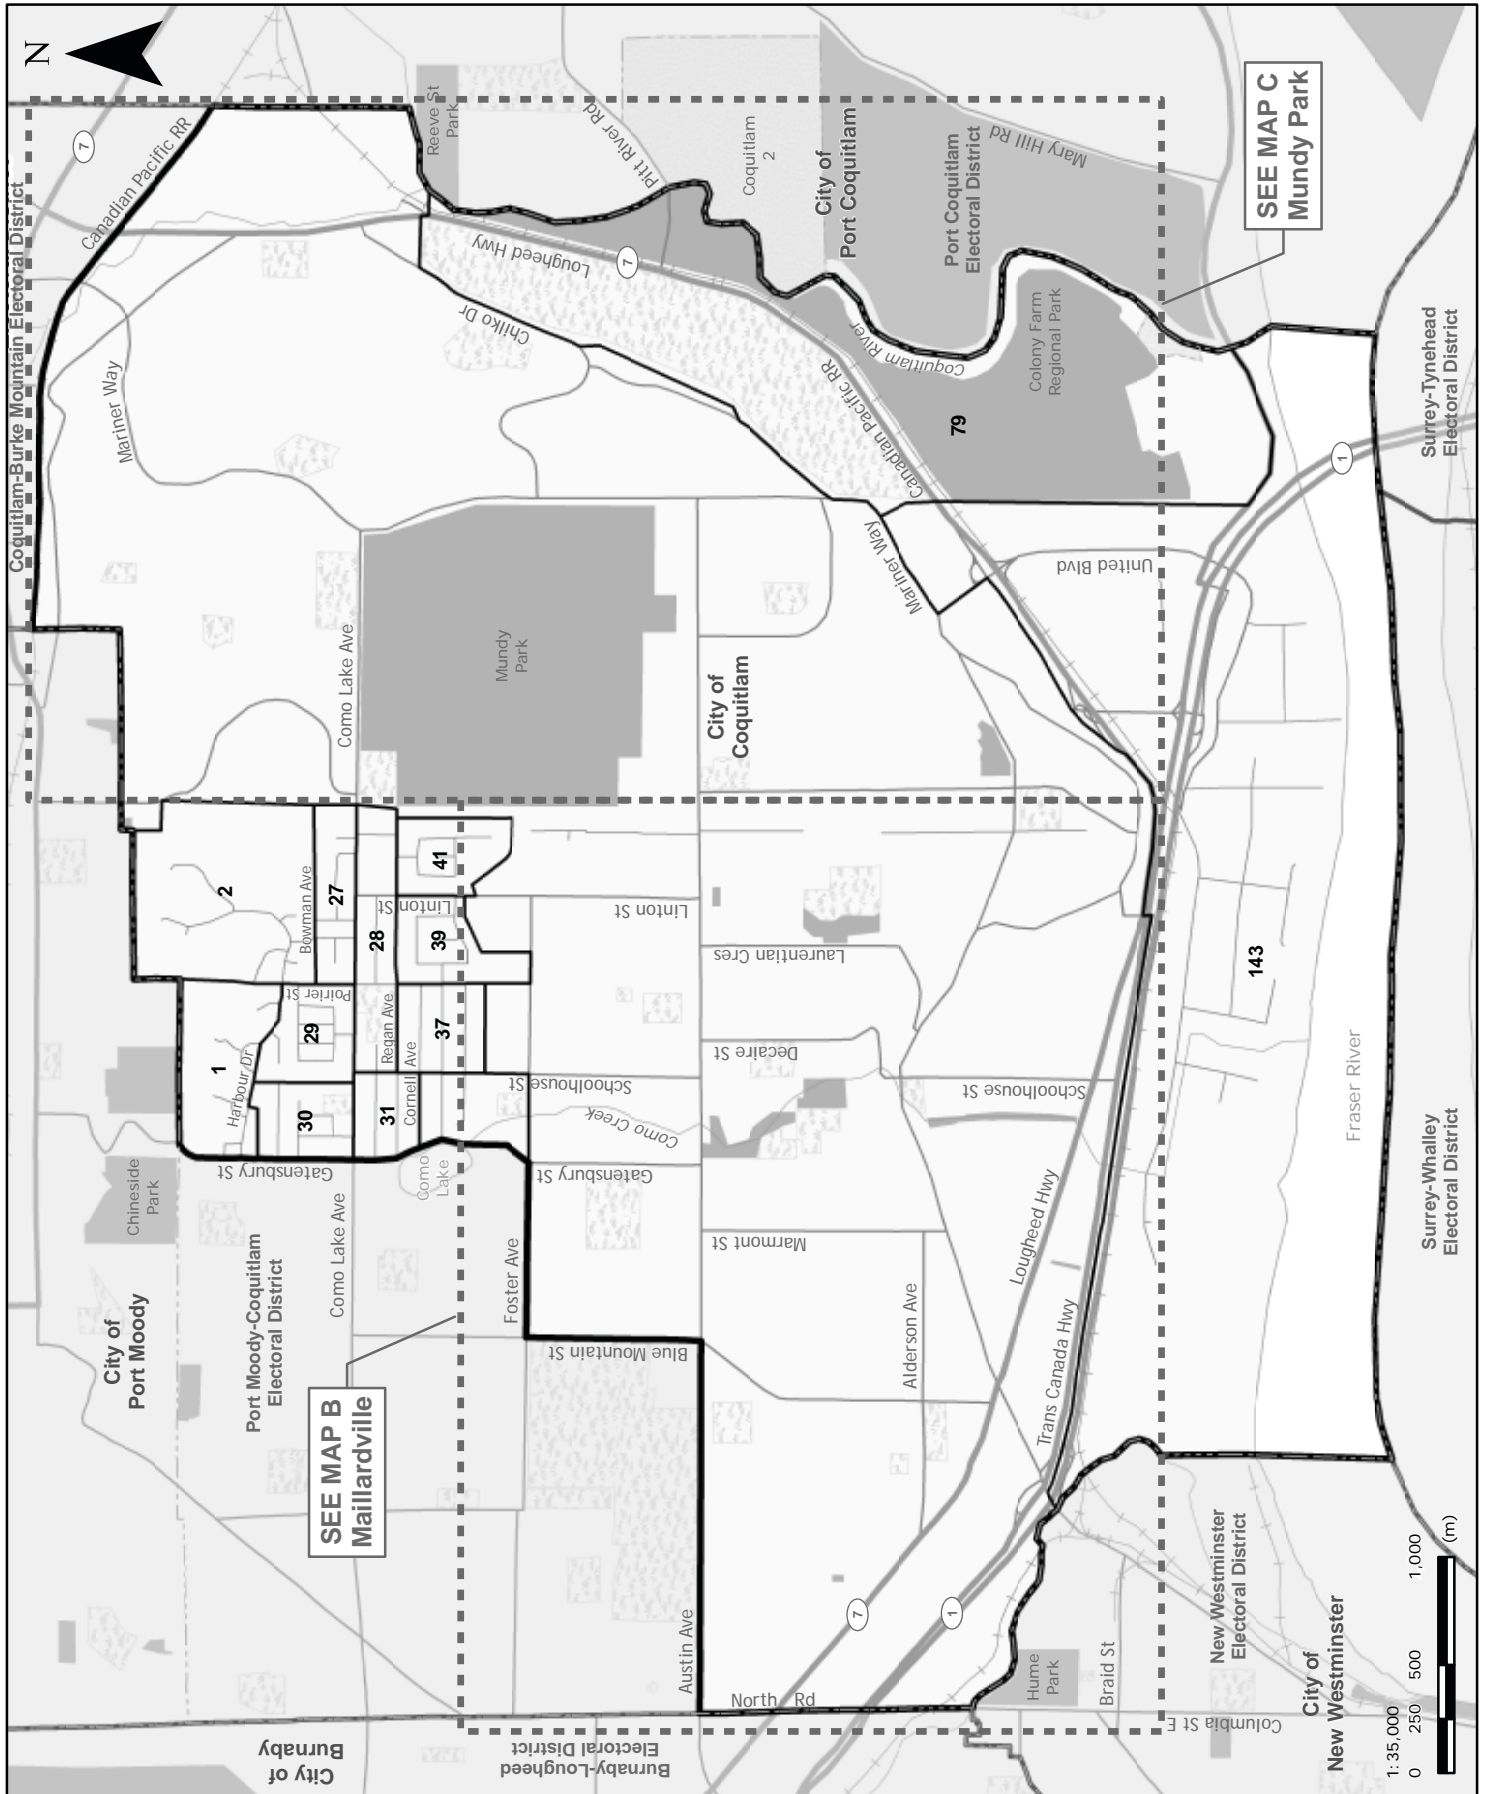 N
Coquitlam-Burke Mountain Electoral District
7
Canadian Pacific RR
Reeve St
Park
Pitt River Rd
Coquitlam
2
City of
Port Coquitlam
Port Coquitlam
Electoral District
Mary Hill Rd
SEE MAP C
Mundy Park
Mariner Way
Lougheed Hwy
7
Chilko Dr
Coquitlam River
Canadian Pacific RR
Colony Farm
Regional Park
79
Surrey-Tynehead
Electoral District
1
Mariner Way
United Blvd
Como Lake Ave
Mundy
Park
City of
Coquitlam
2
Bowman Ave
27
28
Linton St
41
39
Linton St
Laurentian Cres
143
Poirier St
29
Regan Ave
37
1
Harbour Dr
30
31
Cornell Ave
Schoolhouse St
Decaire St
Schoolhouse St
Como Creek
Fraser River
Gatensbury St
Como
Lake
Gatensbury St
Chineside
Park
Como Lake Ave
Foster Ave
Marmont St
Lougheed Hwy
Surrey-Whalley
Electoral District
City of
Port Moody
Port Moody-Coquitlam
Electoral District
Blue Mountain St
Alderson Ave
Trans Canada Hwy
SEE MAP B
Maillardville
Austin Ave
7
1
North Rd
Hume
Park
Braid St
New Westminster
Electoral District
City of
New Westminster
Columbia St E
City of
Burnaby
Burnaby-Lougheed
Electoral District
1:35,000
0 250 500 1,000
(m)